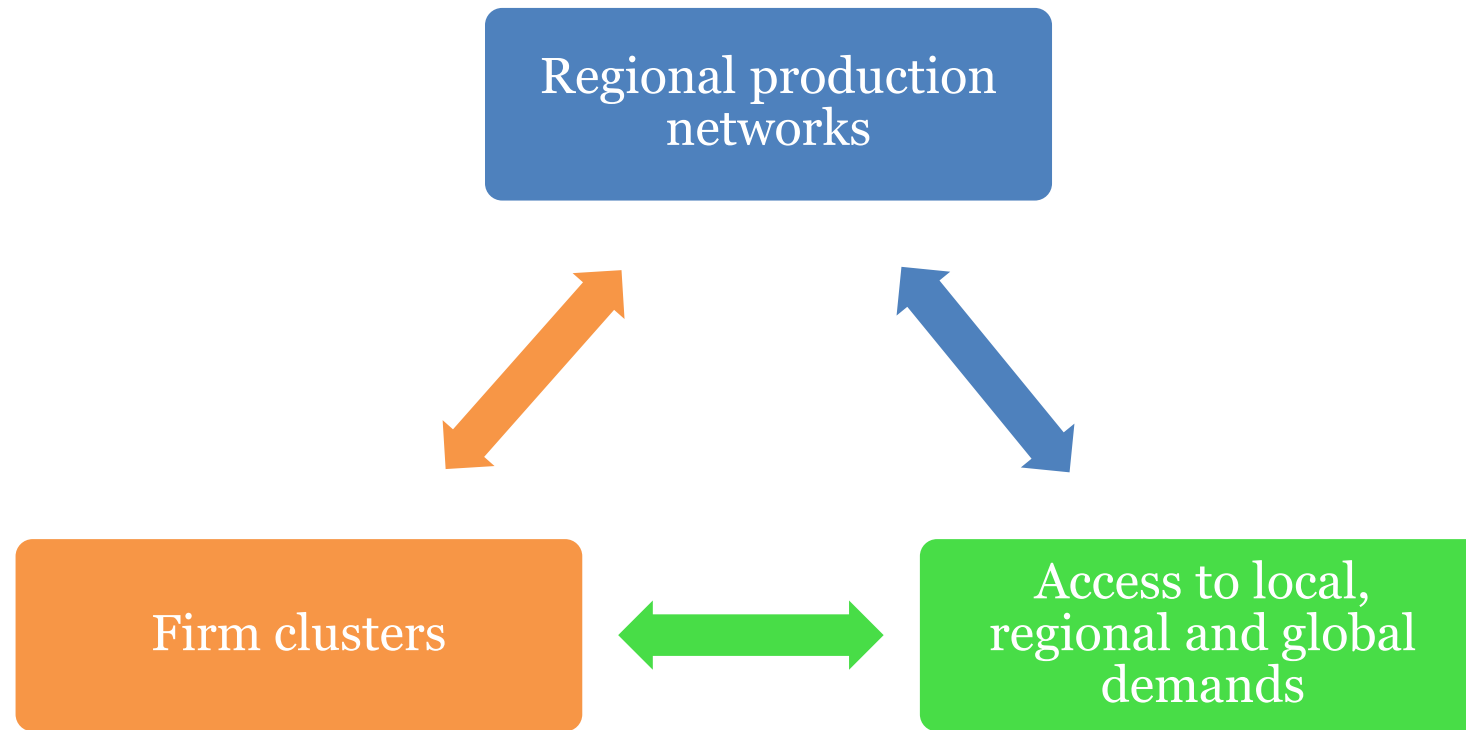 Regional production
networks
Firm clusters
Access to local,
regional and global
demands